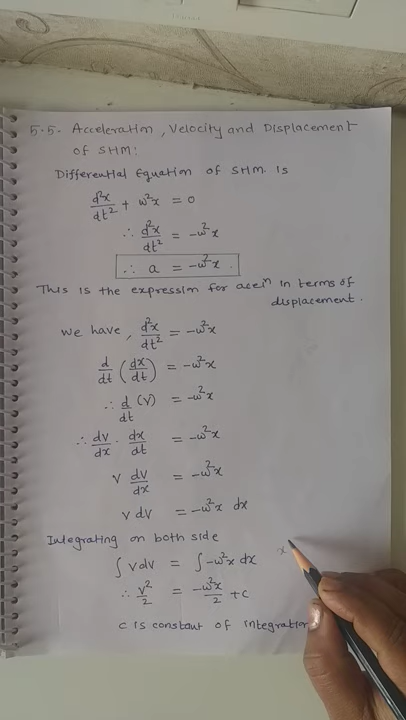 5.5. Acceleration, Velocity and Displacement
of SHM:
Differential Equation of SHM. is
d²x/dt² + ω²x = 0
∴ d²x/dt² = -ω²x
∴ a = -ω²x.
This is the expression for aceⁿ in terms of
displacement.
We have, d²x/dt² = -ω²x
d/dt (dx/dt) = -ω²x
∴ d/dt (v) = -ω²x
∴ dv/dx . dx/dt = -ω²x
v dv/dx = -ω²x
v dv = -ω²x dx
Integrating on both side
∫ v dv = ∫ -ω²x dx
x
∴ v²/2 = -ω²x/2 + c
c is constant of integration